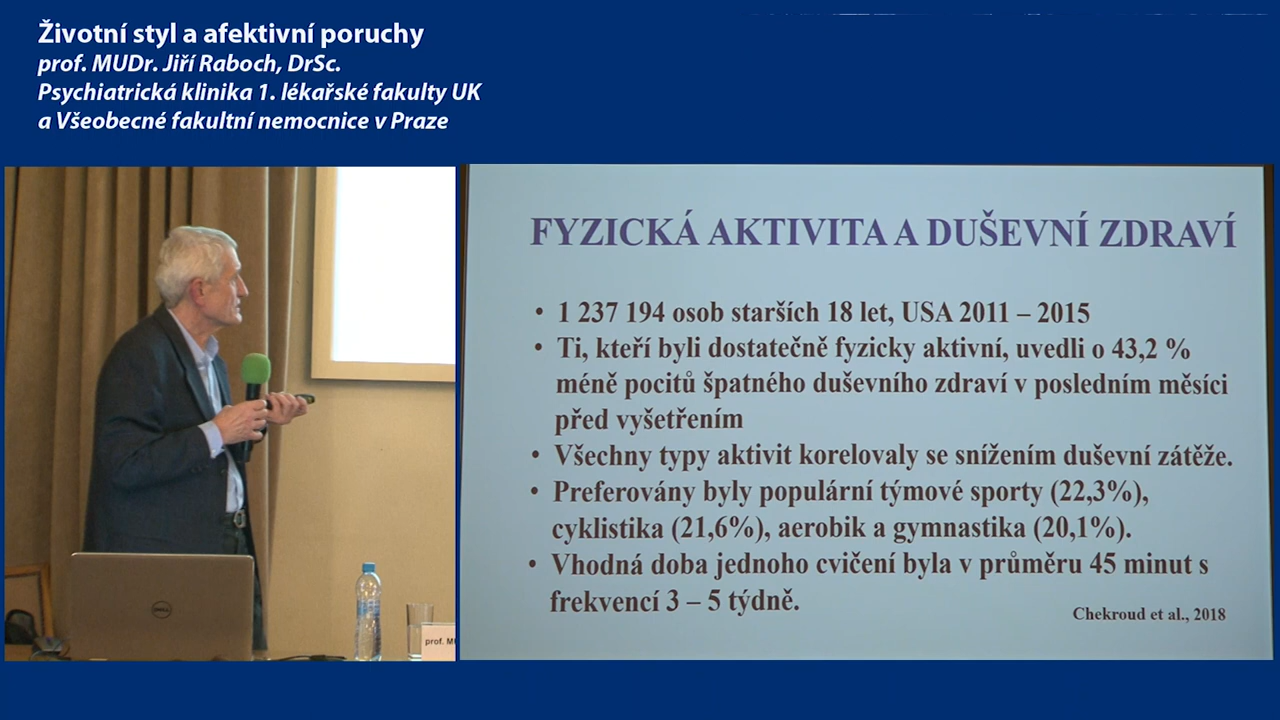 Životní styl a afektivní poruchy
prof. MUDr. Jiří Raboch, DrSc.
Psychiatrická klinika 1. lékařské fakulty UK
a Všeobecné fakultní nemocnice v Praze
FYZICKÁ AKTIVITA A DUŠEVNÍ ZDRAVÍ
• 1 237 194 osob starších 18 let, USA 2011 – 2015
• Ti, kteří byli dostatečně fyzicky aktivní, uvedli o 43,2 %
méně pocitů špatného duševního zdraví v posledním měsíci
před vyšetřením
• Všechny typy aktivit korelovaly se snížením duševní zátěže.
• Preferovány byly populární týmové sporty (22,3%),
cyklistika (21,6%), aerobik a gymnastika (20,1%).
• Vhodná doba jednoho cvičení byla v průměru 45 minut s
frekvencí 3 – 5 týdně.
Chekroud et al., 2018
DELL
prof. M